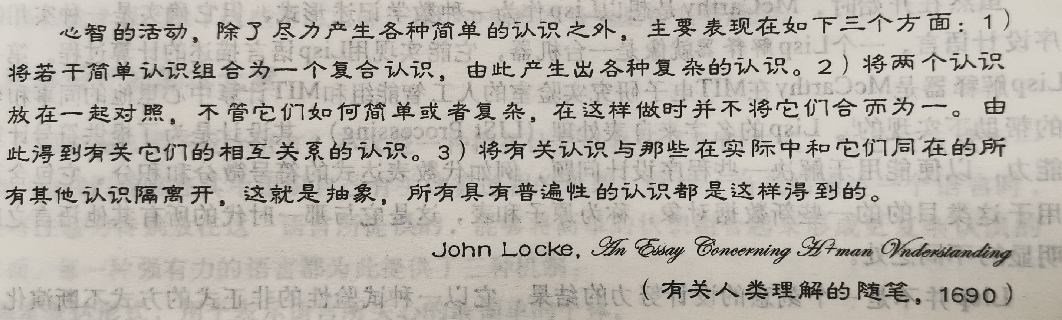 心智的活动，除了尽力产生各种简单的认识之外，主要表现在如下三个方面：1）
将若干简单认识组合为一个复合认识，由此产生出各种复杂的认识。2）将两个认识
放在一起对照，不管它们如何简单或者复杂，在这样做时并不将它们合而为一。由
此得到有关它们的相互关系的认识。3）将有关认识与那些在实际中和它们同在的所
有其他认识隔离开，这就是抽象，所有具有普遍性的认识都是这样得到的。
John Locke, An Essay Concerning Human Understanding
（有关人类理解的随笔，1690）